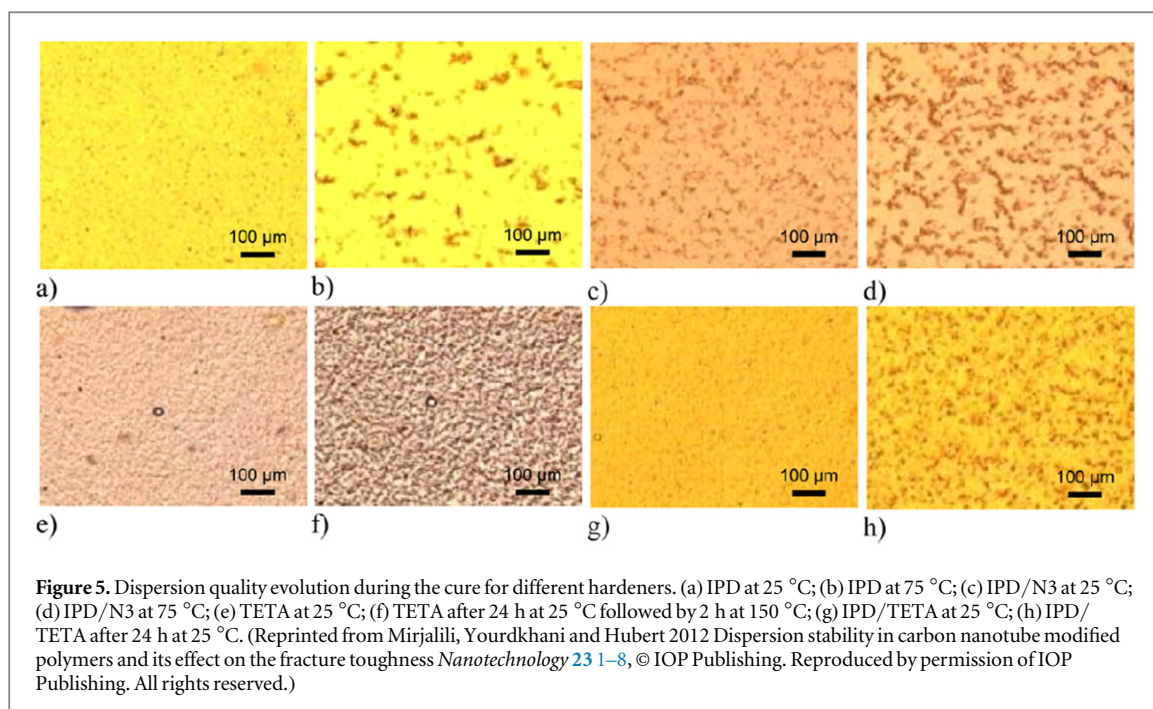 100 μm
100 μm
100 μm
100 μm
a)
b)
c)
d)
100 μm
100 μm
100 μm
100 μm
e)
f)
g)
h)
Figure 5. Dispersion quality evolution during the cure for different hardeners. (a) IPD at 25 °C; (b) IPD at 75 °C; (c) IPD/N3 at 25 °C;
(d) IPD/N3 at 75 °C; (e) TETA at 25 °C; (f) TETA after 24 h at 25 °C followed by 2 h at 150 °C; (g) IPD/TETA at 25 °C; (h) IPD/
TETA after 24 h at 25 °C. (Reprinted from Mirjalili, Yourdkhani and Hubert 2012 Dispersion stability in carbon nanotube modified
polymers and its effect on the fracture toughness Nanotechnology 23 1–8, © IOP Publishing. Reproduced by permission of IOP
Publishing. All rights reserved.)